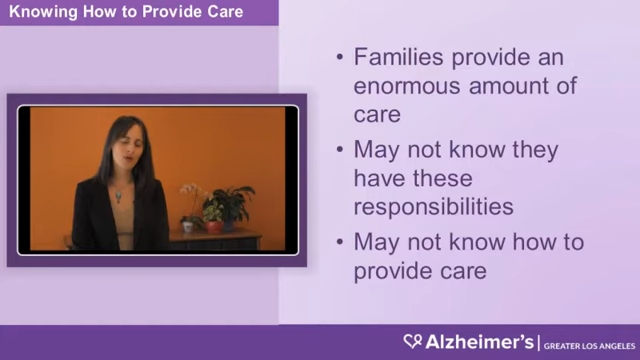 Knowing How to Provide Care
• Families provide an
enormous amount of
care
• May not know they
have these
responsibilities
• May not know how to
provide care
Alzheimer's | GREATER LOS ANGELES